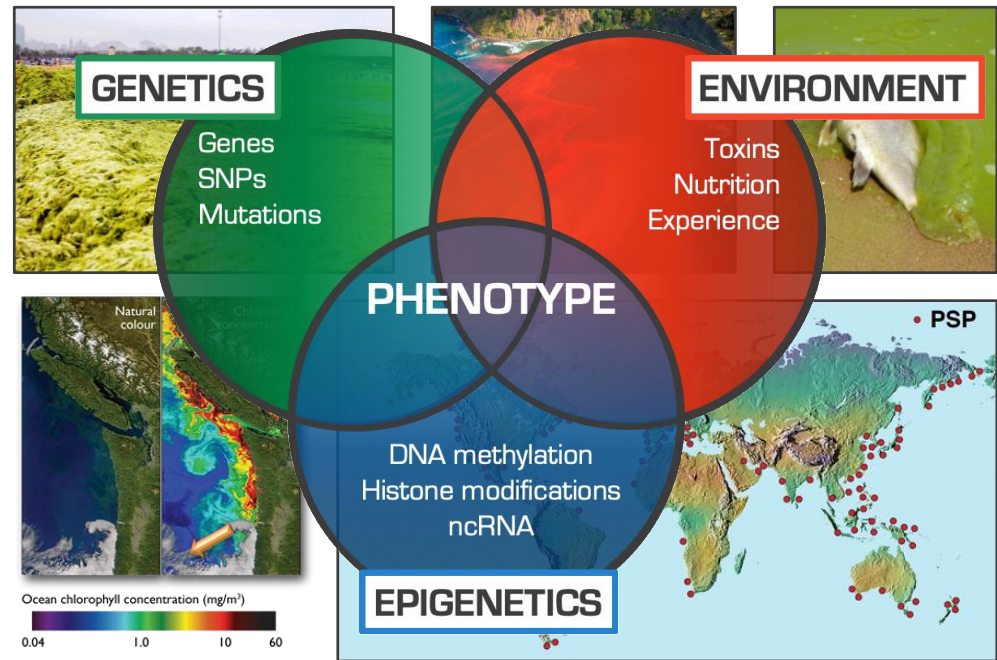 GENETICS
Genes
SNPs
Mutations
ENVIRONMENT
Toxins
Nutrition
Experience
PHENOTYPE
DNA methylation
Histone modifications
ncRNA
EPIGENETICS
Natural
colour
PSP
Ocean chlorophyll concentration (mg/m³)
0.04 1.0 10 60